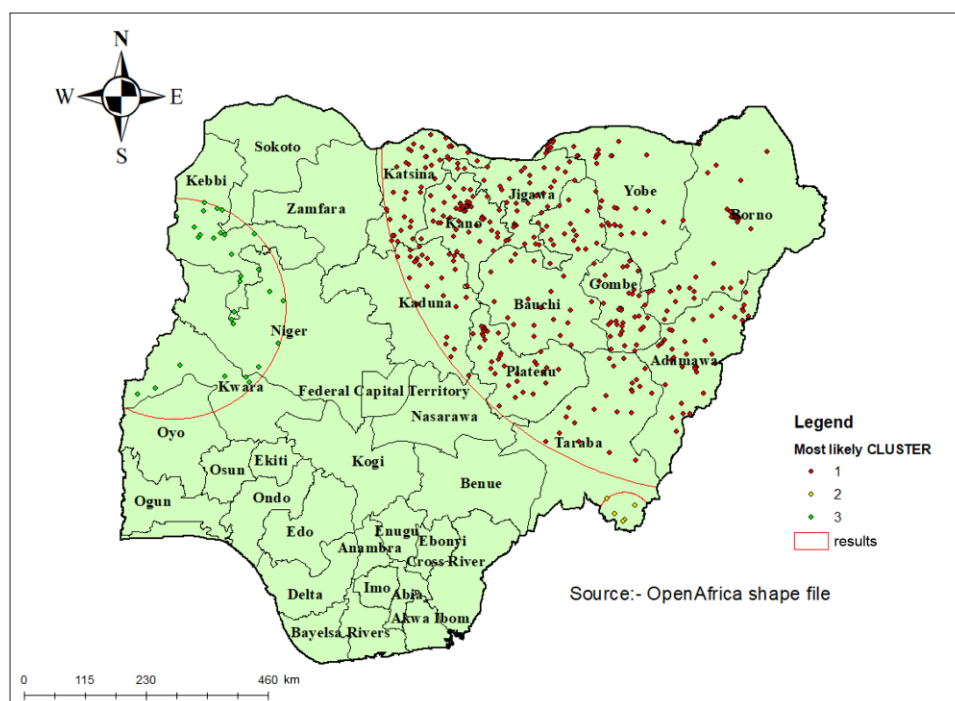 N
W E
S
Sokoto
Kebbi
Katsina
Zamfara
Jigawa
Yobe
Kano
Borno
Kaduna
Bauchi
Gombe
Niger
Adamawa
Plateau
Kwara
Federal Capital Territory
Nasarawa
Oyo
Taraba
Osun
Ekiti
Kogi
Benue
Ogun
Ondo
Edo
Enugu
Anambra
Ebonyi
Cross River
Delta
Imo
Abia
Akwa Ibom
Bayelsa
Rivers
Legend
Most likely CLUSTER
1
2
3
results
Source:- OpenAfrica shape file
0 115 230 460 km